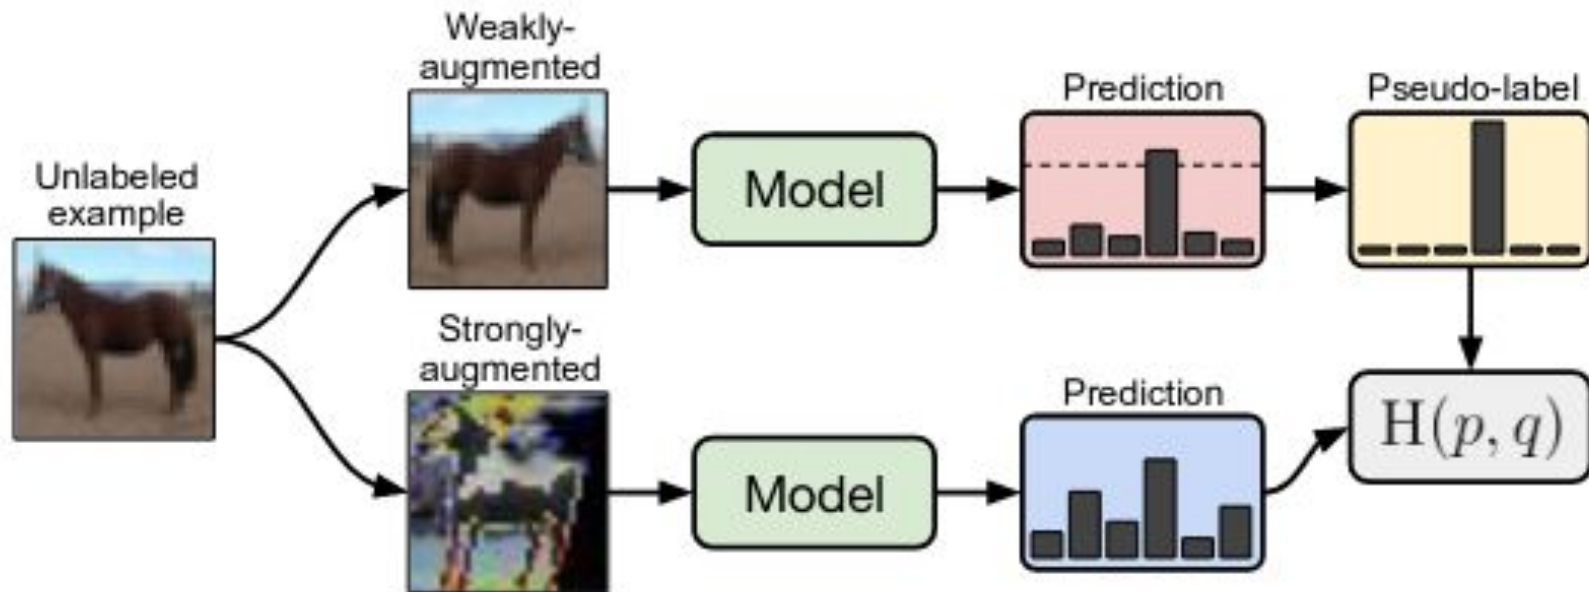 Weakly-
augmented
Prediction
Pseudo-label
Unlabeled
example
Model
Strongly-
augmented
Prediction
Model
H(p, q)